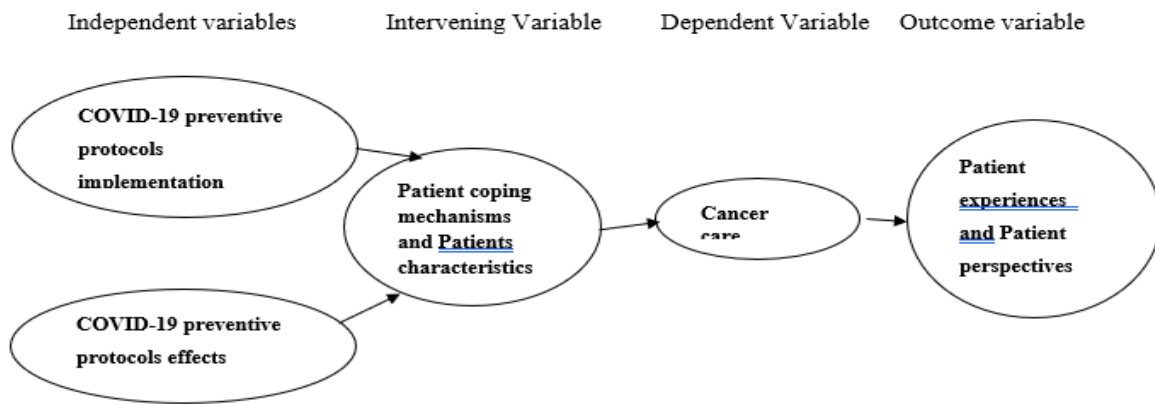 Independent variables
Intervening Variable
Dependent Variable
Outcome variable
COVID-19 preventive
protocols
implementation
Patient coping
mechanisms
and Patients
characteristics
Cancer
care
Patient
experiences
and Patient
perspectives
COVID-19 preventive
protocols effects